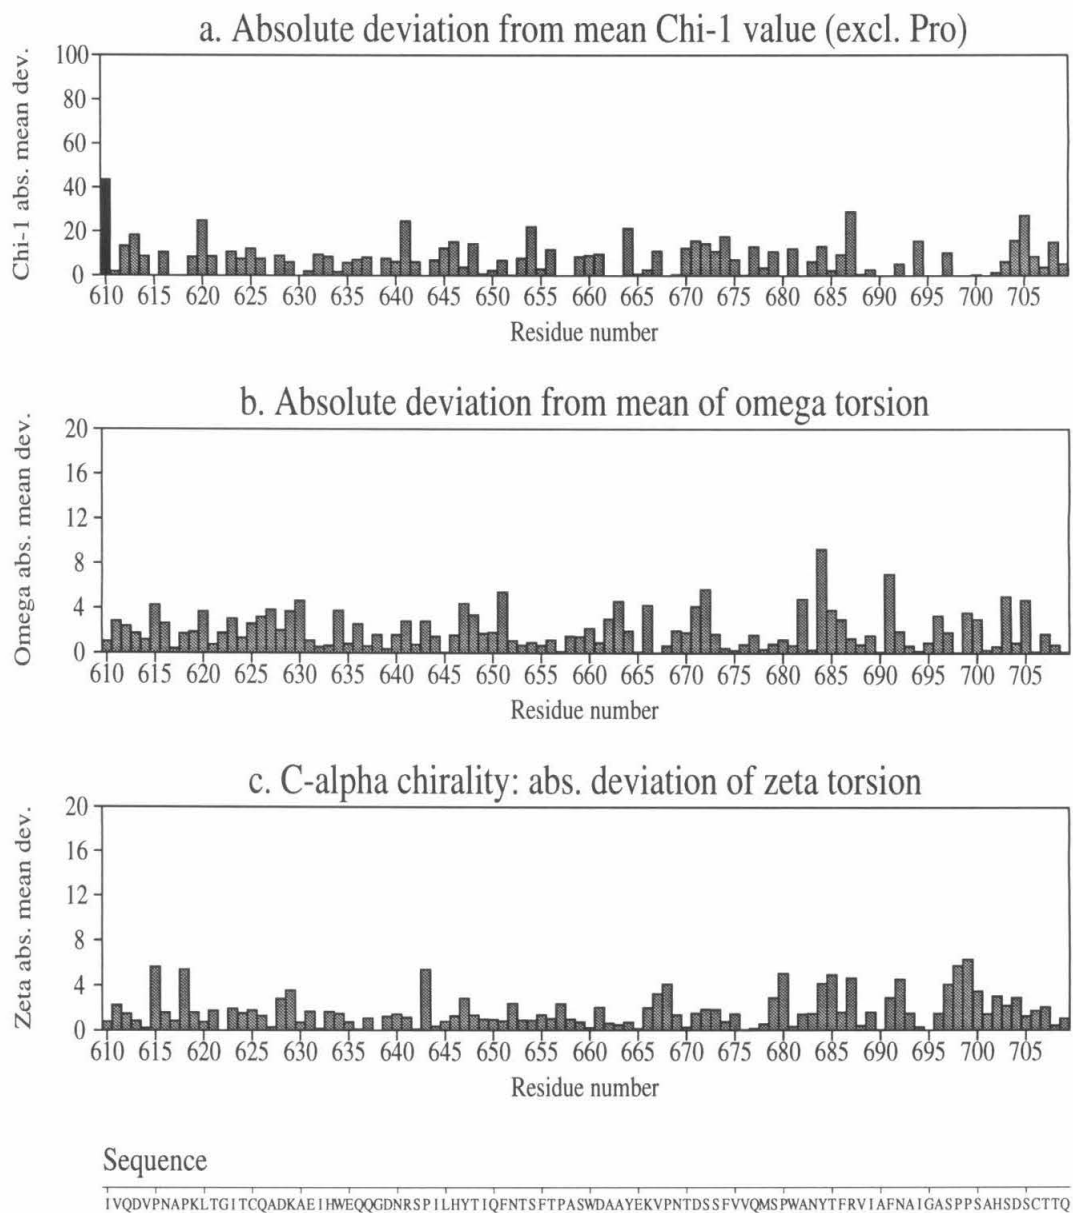 a. Absolute deviation from mean Chi-1 value (excl. Pro)
Chi-1 abs. mean dev.
100
80
60
40
20
0
610 615 620 625 630 635 640 645 650 655 660 665 670 675 680 685 690 695 700 705
Residue number
b. Absolute deviation from mean of omega torsion
Omega abs. mean dev.
20
16
12
8
4
0
610 615 620 625 630 635 640 645 650 655 660 665 670 675 680 685 690 695 700 705
Residue number
c. C-alpha chirality: abs. deviation of zeta torsion
Zeta abs. mean dev.
20
16
12
8
4
0
610 615 620 625 630 635 640 645 650 655 660 665 670 675 680 685 690 695 700 705
Residue number
Sequence
IVQDVPNAPKLTGITCQADKAEIHWEQQGDNRSPILHYTIQFNTSFTPASWDAAYEKVPNTDSSFVVQMSPWANYTFRVIAFNAIGASPPSAHSDSCTTQ